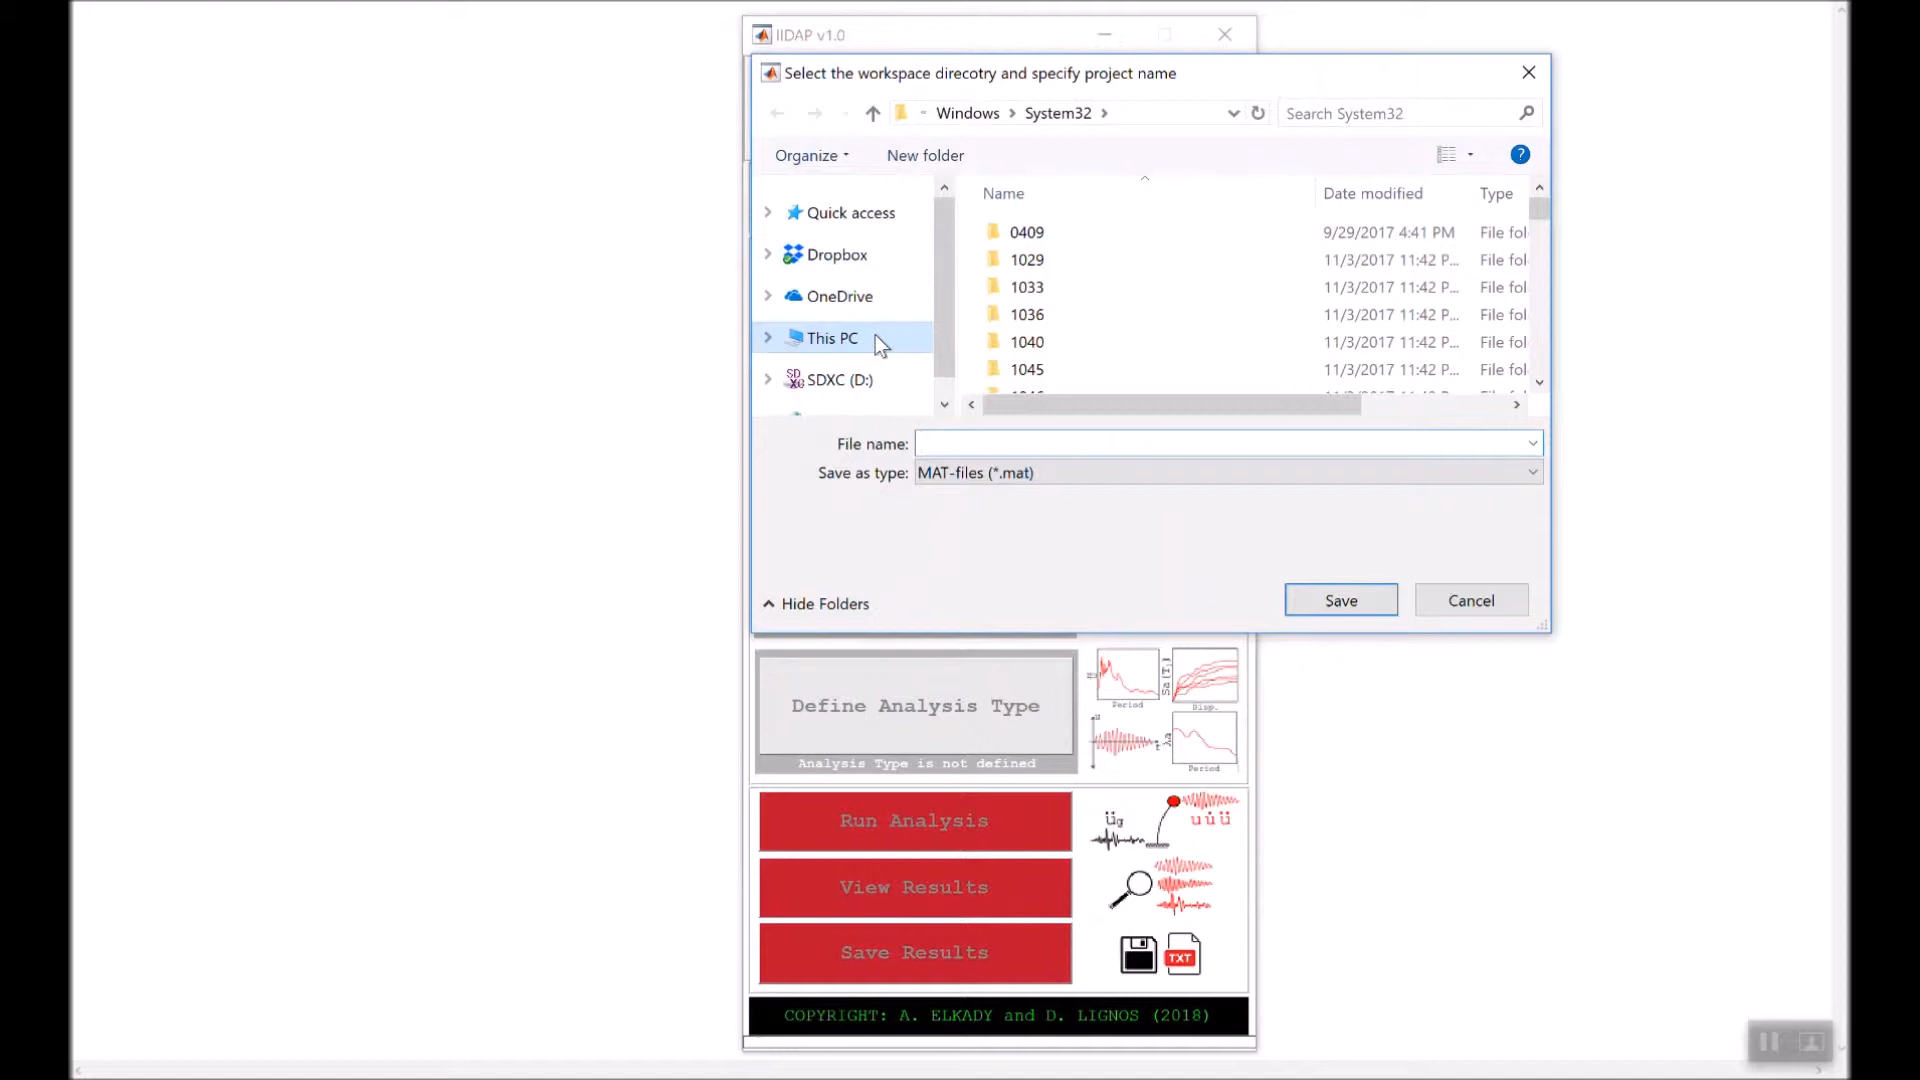 IIDAP v1.0
Select the workspace direcotry and specify project name
« Windows > System32 >
Search System32
Organize
New folder
?
Name Date modified Type
Quick access
Dropbox
OneDrive
This PC
SDXC (D:)
0409 9/29/2017 4:41 PM File fol
1029 11/3/2017 11:42 P... File fol
1033 11/3/2017 11:42 P... File fol
1036 11/3/2017 11:42 P... File fol
1040 11/3/2017 11:42 P... File fol
1045 11/3/2017 11:42 P... File fol
File name:
Save as type: MAT-files (*.mat)
Hide Folders
Save
Cancel
Define Analysis Type
Analysis Type is not defined
Period
Sa(T₁)
Disp.
λa
Period
Run Analysis
üg
u u̇ ü
View Results
Save Results
TXT
COPYRIGHT: A. ELKADY and D. LIGNOS (2018)